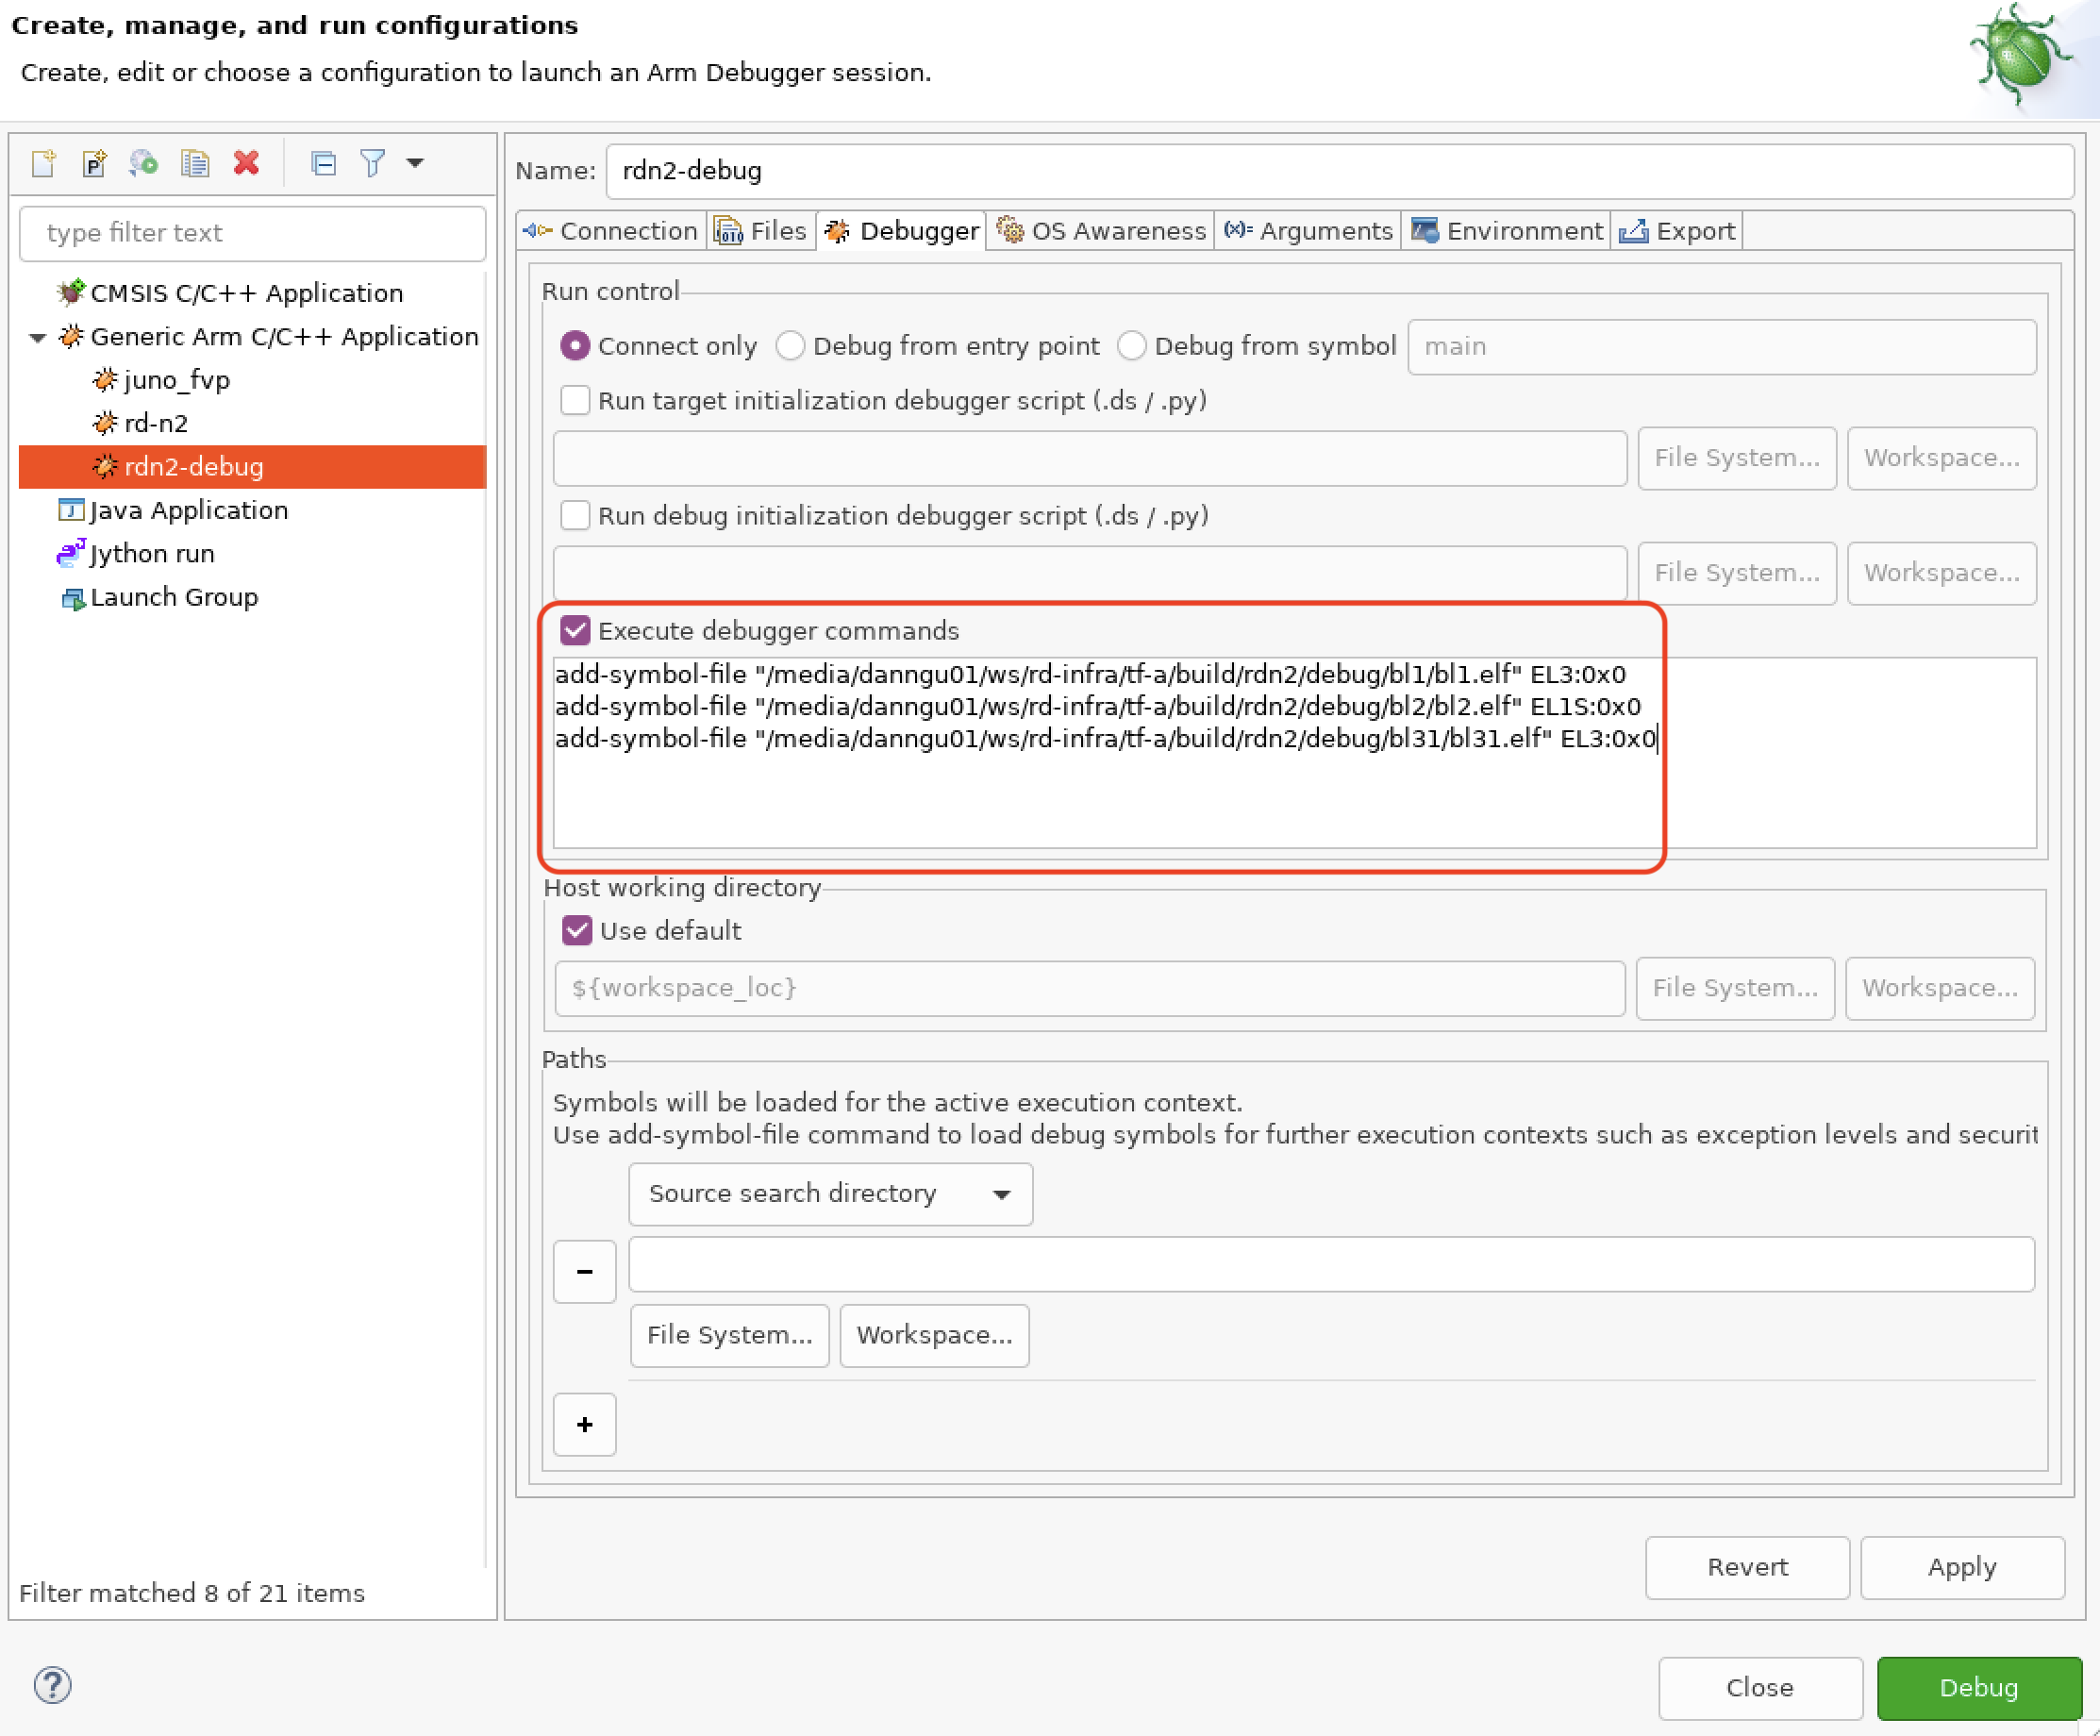 Create, manage, and run configurations
Create, edit or choose a configuration to launch an Arm Debugger session.
type filter text
CMSIS C/C++ Application
Generic Arm C/C++ Application
juno_fvp
rd-n2
rdn2-debug
Java Application
Jython run
Launch Group
Filter matched 8 of 21 items
Name: rdn2-debug
Connection Files Debugger OS Awareness Arguments Environment Export
Run control
Connect only Debug from entry point Debug from symbol main
Run target initialization debugger script (.ds / .py)
File System... Workspace...
Run debug initialization debugger script (.ds / .py)
File System... Workspace...
Execute debugger commands
add-symbol-file "/media/danngu01/ws/rd-infra/tf-a/build/rdn2/debug/bl1/bl1.elf" EL3:0x0
add-symbol-file "/media/danngu01/ws/rd-infra/tf-a/build/rdn2/debug/bl2/bl2.elf" EL1S:0x0
add-symbol-file "/media/danngu01/ws/rd-infra/tf-a/build/rdn2/debug/bl31/bl31.elf" EL3:0x0
Host working directory
Use default
${workspace_loc} File System... Workspace...
Paths
Symbols will be loaded for the active execution context.
Use add-symbol-file command to load debug symbols for further execution contexts such as exception levels and securit
Source search directory
File System... Workspace...
Revert Apply
Close Debug